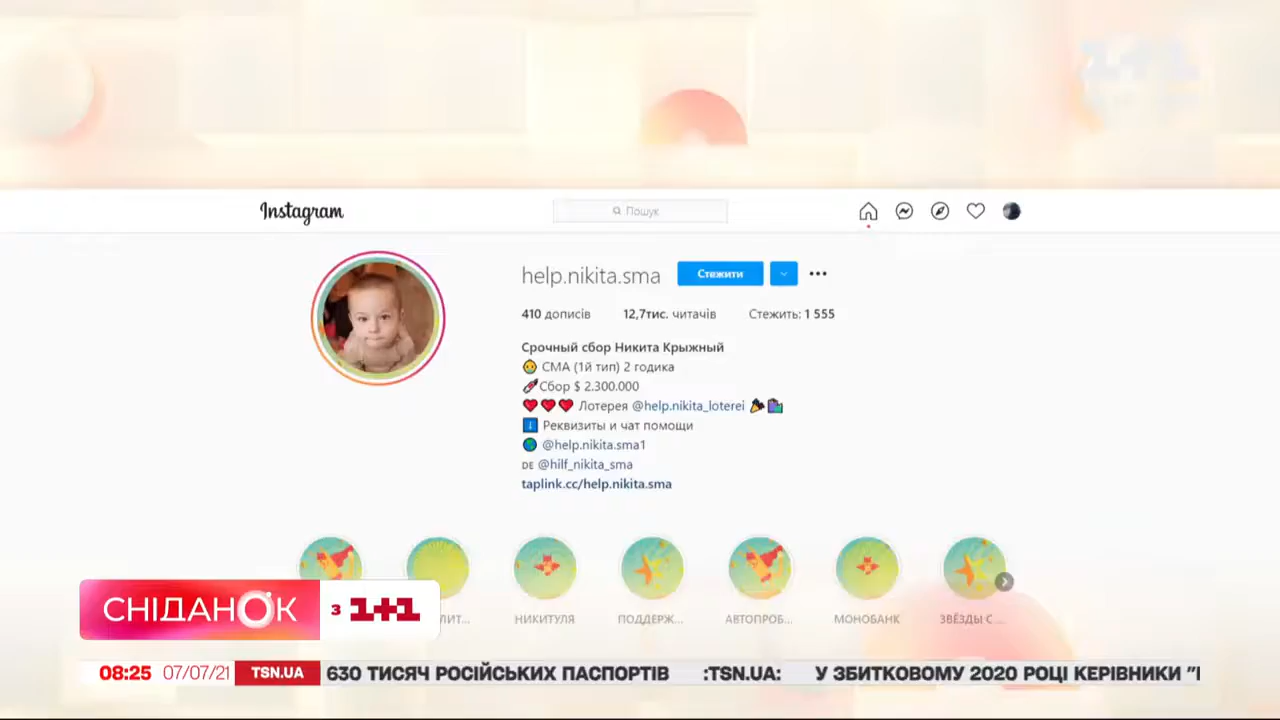 1+1
Instagram
Пошук
help.nikita.sma Стежити
410 дописів 12,7тис. читачів Стежить: 1 555
Срочный сбор Никита Крыжный
СМА (1й тип) 2 годика
Сбор $ 2.300.000
Лотерея @help.nikita_loterei
Реквизиты и чат помощи
@help.nikita.sma1
DE @hilf_nikita_sma
taplink.cc/help.nikita.sma
ЛИТ... НИКИТУЛЯ ПОДДЕРЖ... АВТОПРОБ... МОНОБАНК ЗВЁЗДЫ С ...
СНІДАНОК з 1+1
08:25 07/07/21 TSN.UA 630 ТИСЯЧ РОСІЙСЬКИХ ПАСПОРТІВ :TSN.UA: У ЗБИТКОВОМУ 2020 РОЦІ КЕРІВНИКИ "